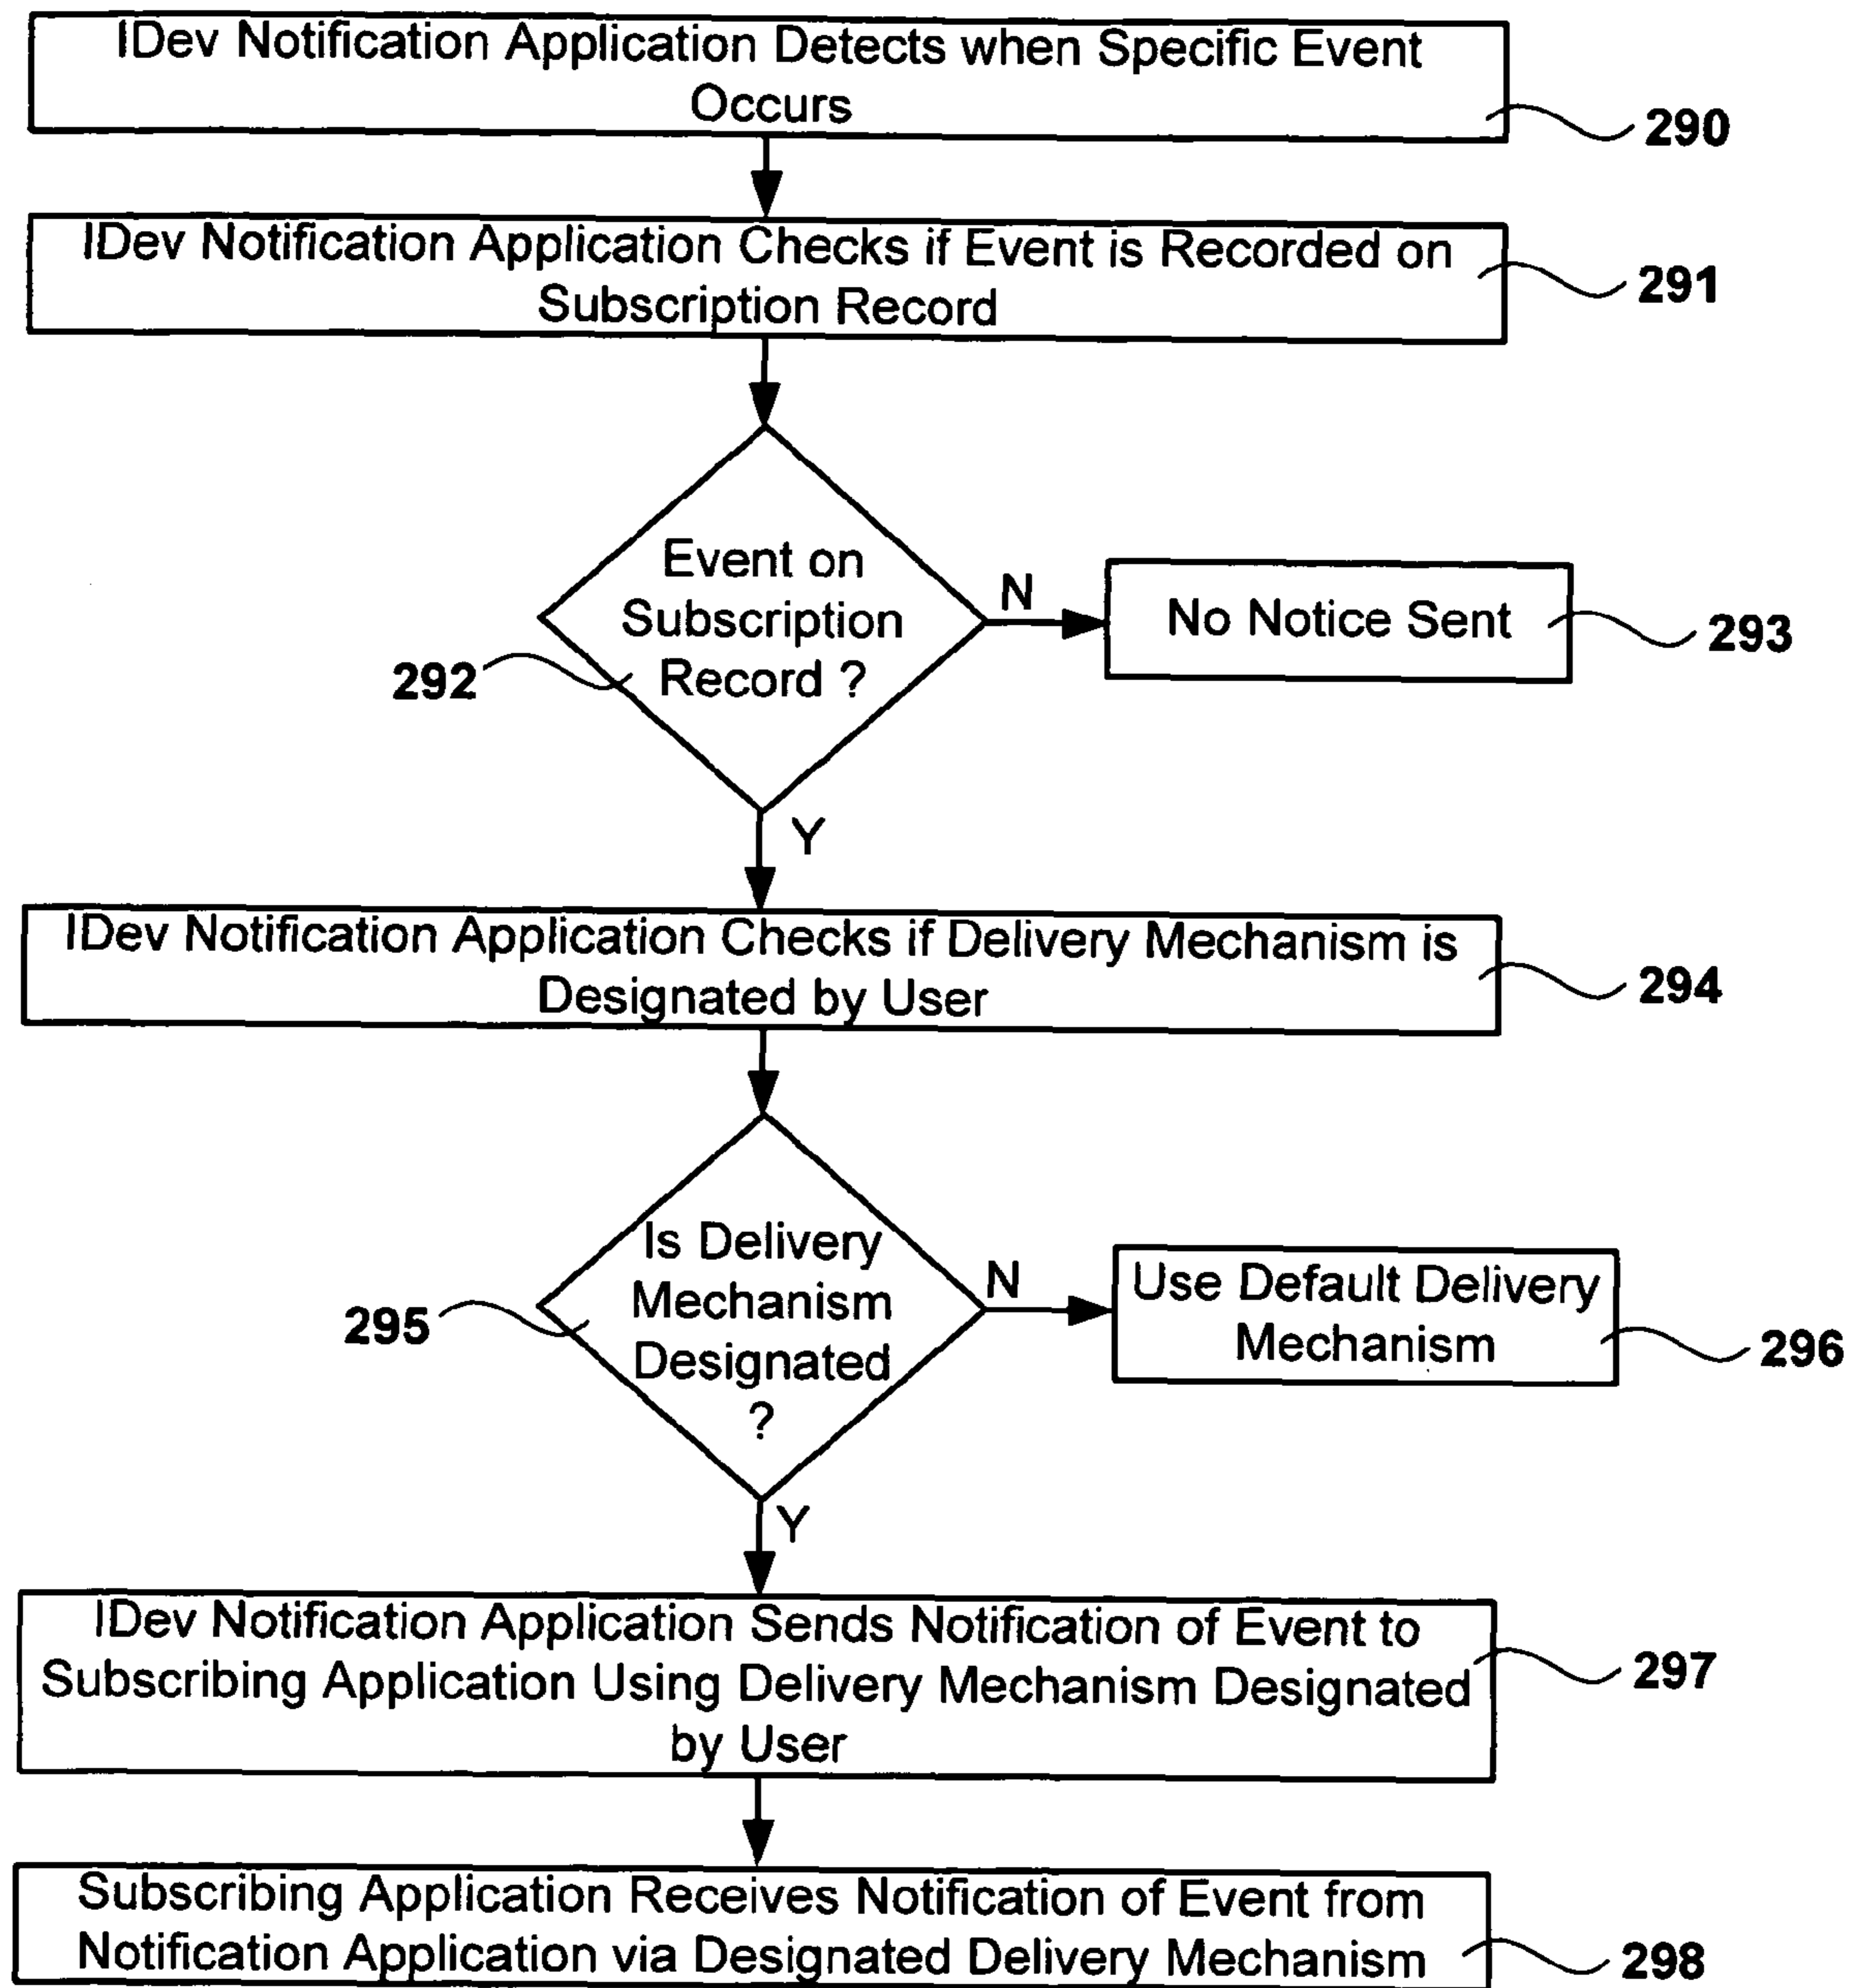 IDev Notification Application Detects when Specific Event
Occurs
290
IDev Notification Application Checks if Event is Recorded on
Subscription Record
291
Event on
Subscription
Record ?
292
N
No Notice Sent
293
Y
IDev Notification Application Checks if Delivery Mechanism is
Designated by User
294
Is Delivery
Mechanism
Designated
?
295
N
Use Default Delivery
Mechanism
296
Y
IDev Notification Application Sends Notification of Event to
Subscribing Application Using Delivery Mechanism Designated
by User
297
Subscribing Application Receives Notification of Event from
Notification Application via Designated Delivery Mechanism
298